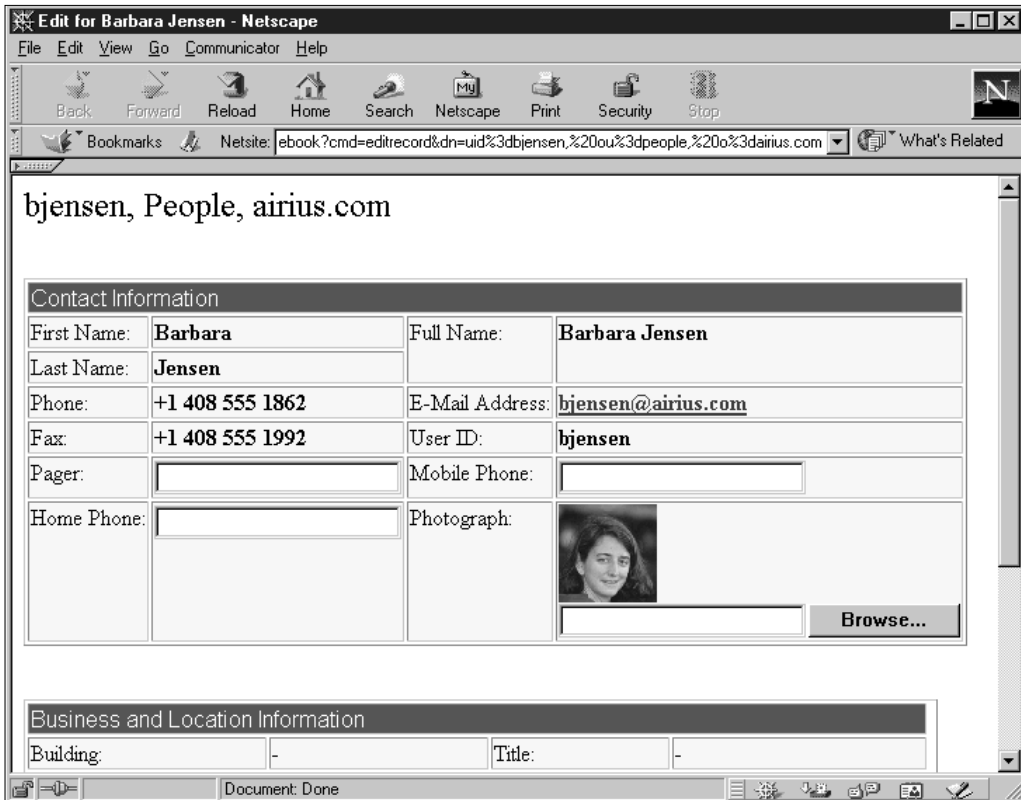 Edit for Barbara Jensen - Netscape
File Edit View Go Communicator Help
Back Forward Reload Home Search My Netscape Print Security Stop N
Bookmarks Netsite: ebook?cmd=editrecord&dn=uid%3dbjensen,%20ou%3dpeople,%20o%3dairius.com What's Related
bjensen, People, airius.com
Contact Information
First Name: Barbara Full Name: Barbara Jensen
Last Name: Jensen
Phone: +1 408 555 1862 E-Mail Address: bjensen@airius.com
Fax: +1 408 555 1992 User ID: bjensen
Pager: Mobile Phone:
Home Phone: Photograph:
Browse...
Business and Location Information
Building: - Title: -
Document: Done